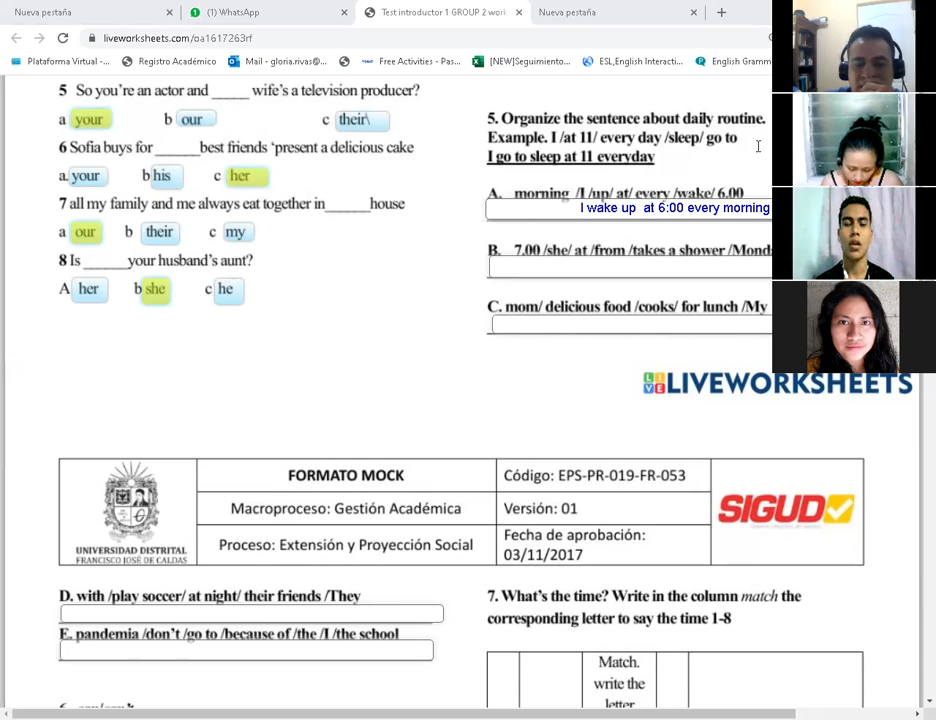 Nueva pestaña
(1) WhatsApp
Test introductor 1 GROUP 2 work
Nueva pestaña
liveworksheets.com/oa1617263rf
Plataforma Virtual -...
Registro Académico
Mail - gloria.rivas@...
Free Activities - Pas...
[NEW]Seguimiento...
ESL,English Interacti...
English Gramm
5 So you're an actor and _____ wife's a television producer?
a your b our c their\
6 Sofia buys for ______ best friends ‘present a delicious cake
a. your b his c her
7 all my family and me always eat together in______house
a our b their c my
8 Is ______your husband's aunt?
A her b she c he
5. Organize the sentence about daily routine.
Example. I /at 11/ every day /sleep/ go to
I go to sleep at 11 everyday
A. morning /I /up/ at/ every /wake/ 6.00
I wake up at 6:00 every morning
B. 7.00 /she/ at /from /takes a shower /Mond
C. mom/ delicious food /cooks/ for lunch /My
LIVE LIVEWORKSHEETS
UNIVERSIDAD DISTRITAL
FRANCISCO JOSÉ DE CALDAS
FORMATO MOCK
Macroproceso: Gestión Académica
Proceso: Extensión y Proyección Social
Código: EPS-PR-019-FR-053
Versión: 01
Fecha de aprobación:
03/11/2017
SIGUD
D. with /play soccer/ at night/ their friends /They
E. pandemia /don't /go to /because of /the /I /the school
7. What's the time? Write in the column match the
corresponding letter to say the time 1-8
Match.
write the
letter